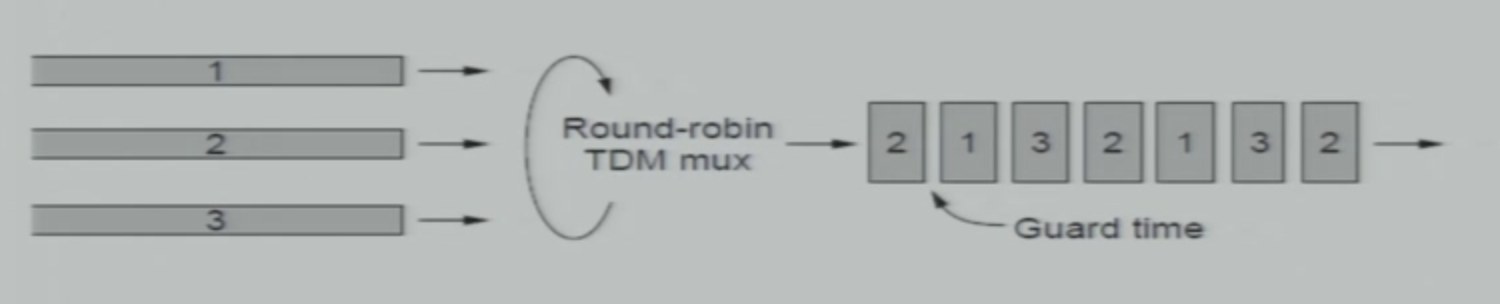 1
2
3
Round-robin
TDM mux
2 1 3 2 1 3 2
Guard time